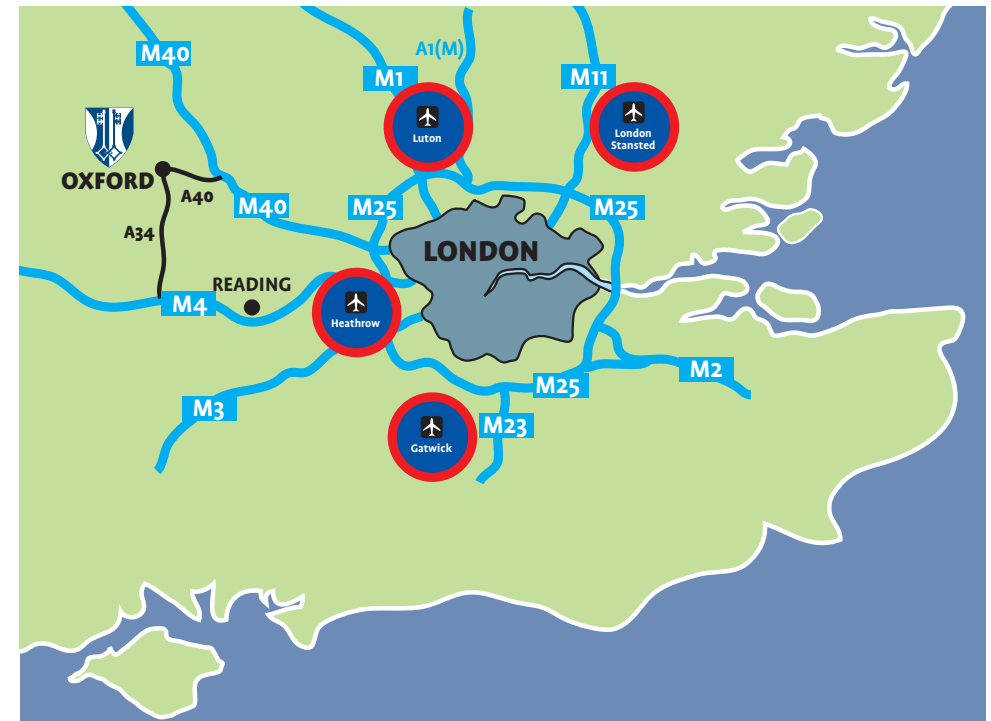 M40
A1(M)
M1
M11
Luton
London
Stansted
OXFORD
A40
M40
M25
M25
A34
LONDON
READING
M4
Heathrow
M2
M25
M3
M23
Gatwick